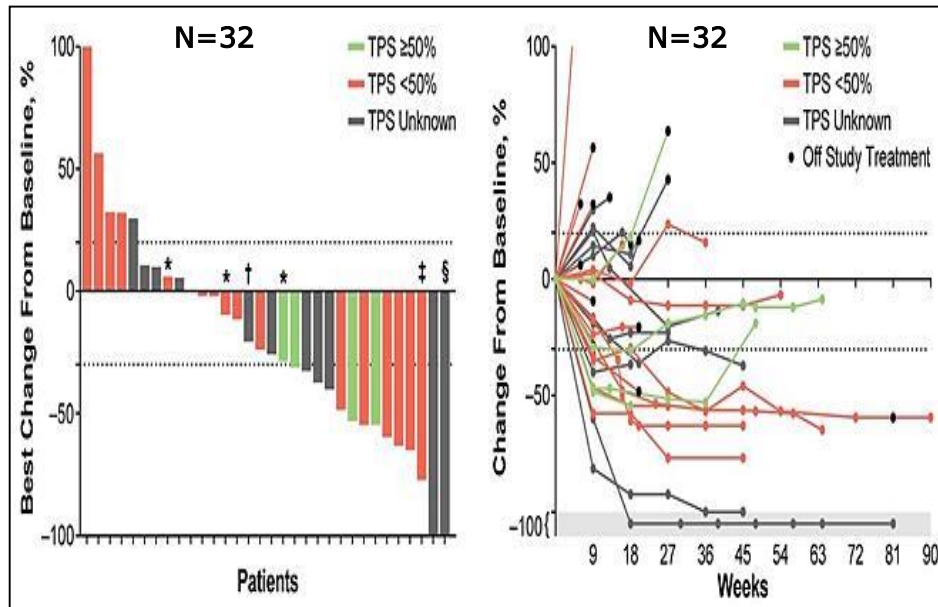 N=32
TPS ≥50%
TPS <50%
TPS Unknown
Best Change From Baseline, %
100
50
0
−50
−100
* * † * ‡ §
Patients
N=32
TPS ≥50%
TPS <50%
TPS Unknown
Off Study Treatment
Change From Baseline, %
100
50
0
−50
−100{
9 18 27 36 45 54 63 72 81 90
Weeks